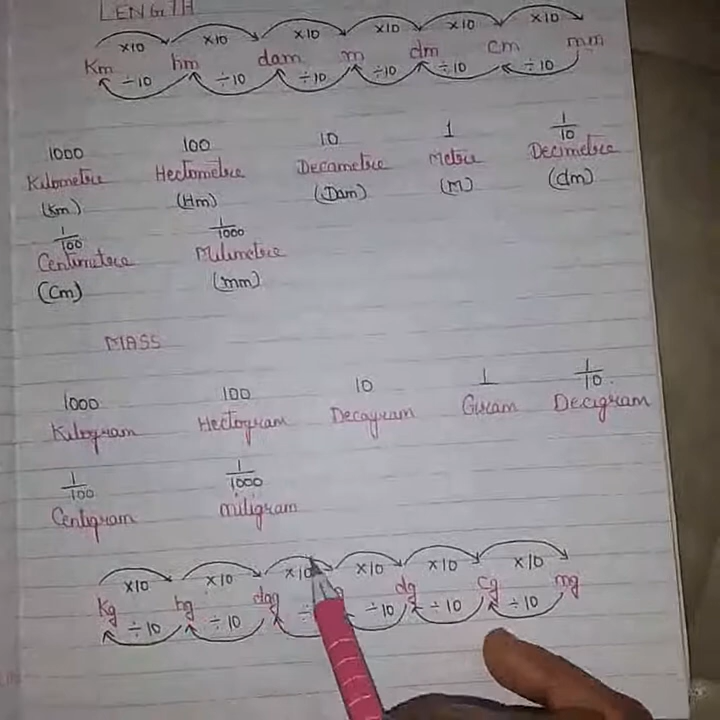 LENGTH
×10 ×10 ×10 ×10 ×10 ×10
Km hm dam m dm cm mm
÷10 ÷10 ÷10 ÷10 ÷10 ÷10
1000 100 10 1 1/10
Kilometre Hectometre Decametre Metre Decimetre
(Km) (Hm) (Dam) (M) (dm)
1/100 1/1000
Centimetre Milimetre
(Cm) (mm)
MASS
1000 100 10 1 1/10
Kilogram Hectogram Decagram Gram Decigram
1/100 1/1000
Centigram miligram
×10 ×10 ×10 ×10 ×10 ×10
Kg hg dag dg cg mg
÷10 ÷10 ÷10 ÷10 ÷10